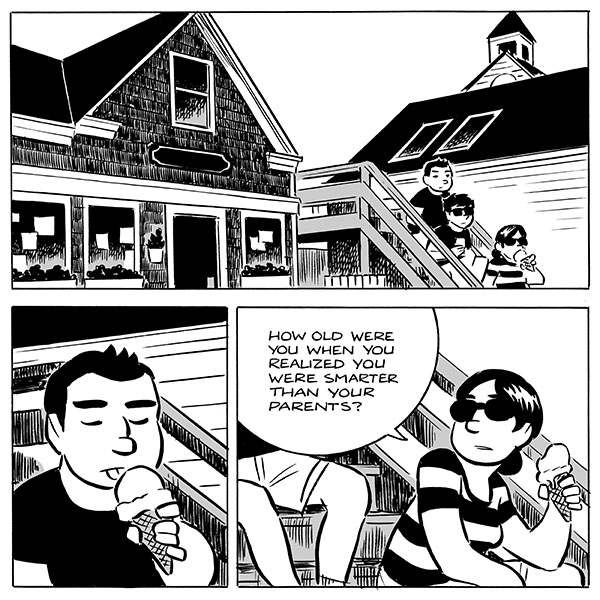 HOW OLD WERE
YOU WHEN YOU
REALIZED YOU
WERE SMARTER
THAN YOUR
PARENTS?